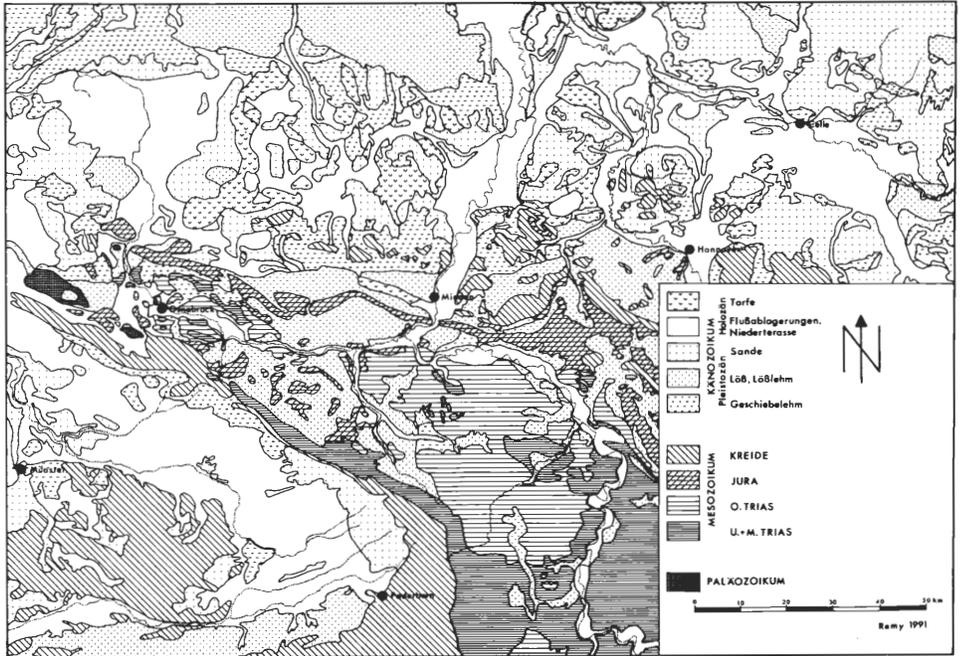 Celle
Hannover
Minden
Osnabrück
Münster
Paderborn
KÄNOZOIKUM
Holozän
Pleistozän
Torfe
Flußablagerungen,
Niederterasse
Sande
Löß, Lößlehm
Geschiebelehm
N
MESOZOIKUM
KREIDE
JURA
O. TRIAS
U.+M. TRIAS
PALÄOZOIKUM
0 10 20 30 40 50 km
Remy 1991